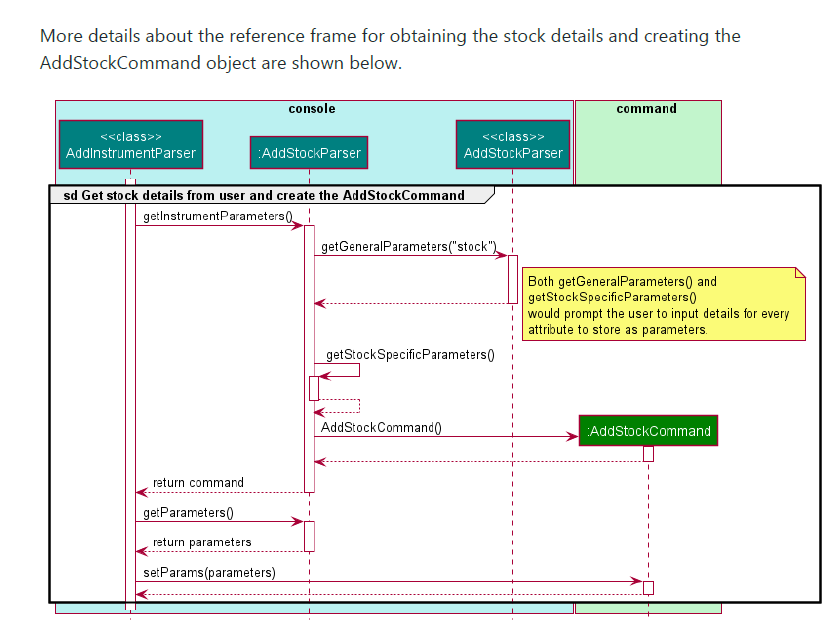 More details about the reference frame for obtaining the stock details and creating the
AddStockCommand object are shown below.
console
command
<<class>>
AddInstrumentParser
:AddStockParser
<<class>>
AddStockParser
sd Get stock details from user and create the AddStockCommand
getInstrumentParameters()
getGeneralParameters("stock")
Both getGeneralParameters() and
getStockSpecificParameters()
would prompt the user to input details for every
attribute to store as parameters.
getStockSpecificParameters()
AddStockCommand()
:AddStockCommand
return command
getParameters()
return parameters
setParams(parameters)